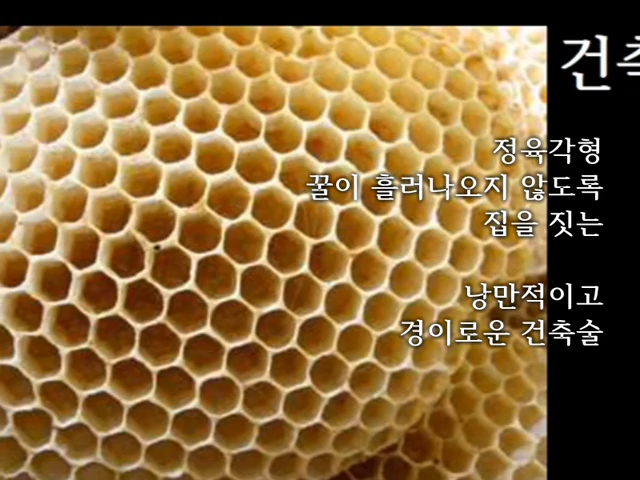 건축
정육각형
꿀이 흘러나오지 않도록
집을 짓는
낭만적이고
경이로운 건축술